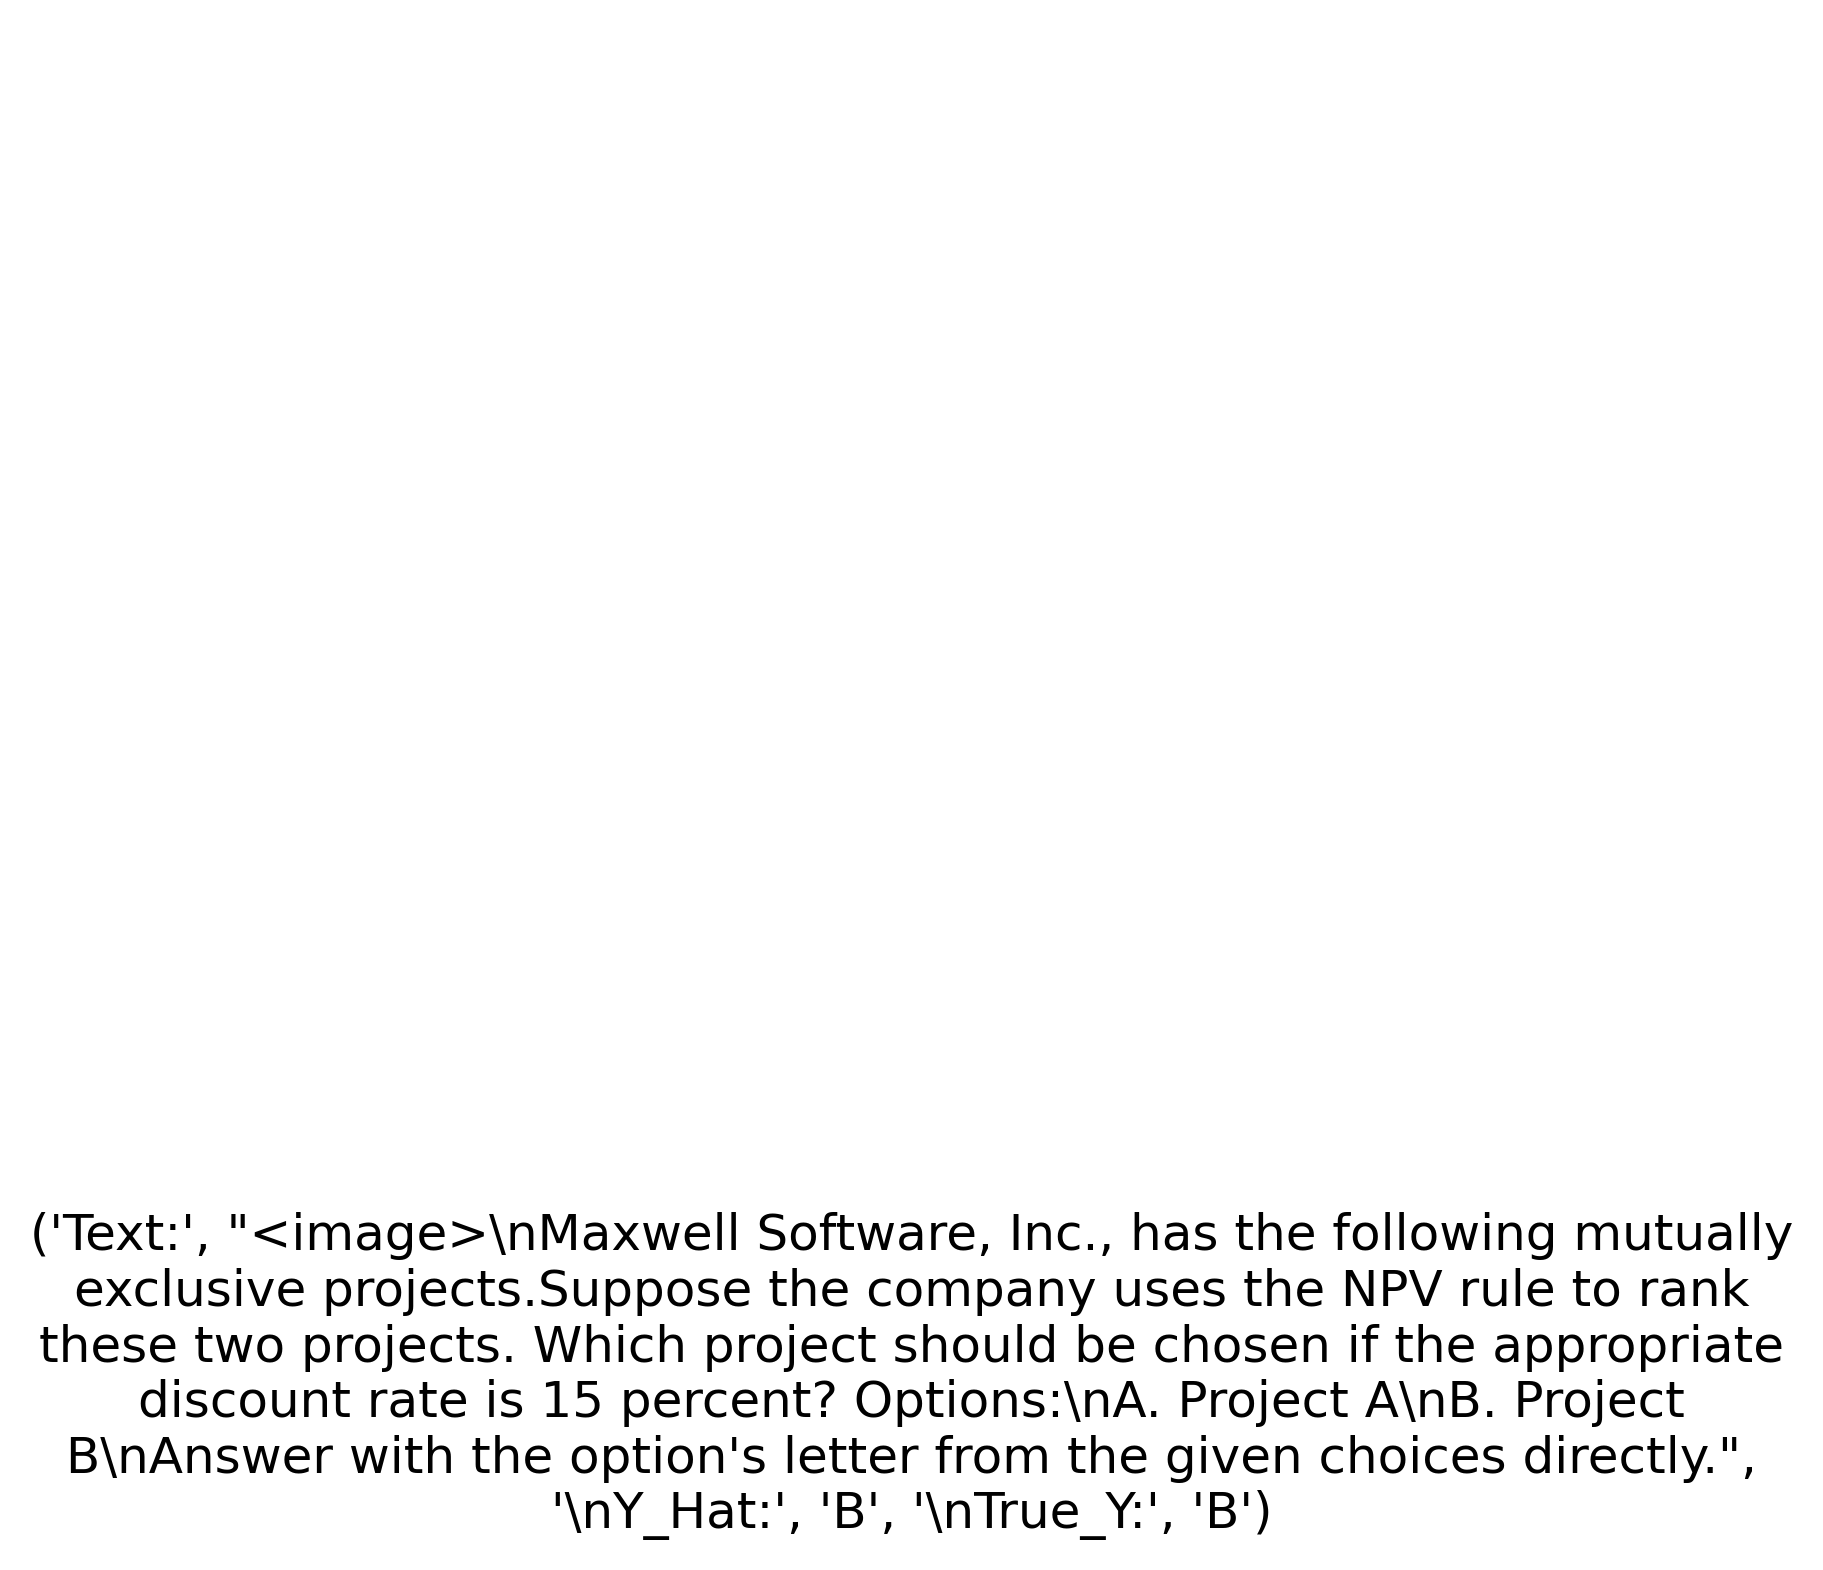 ('Text:', "<image>\nMaxwell Software, Inc., has the following mutually
exclusive projects.Suppose the company uses the NPV rule to rank
these two projects. Which project should be chosen if the appropriate
discount rate is 15 percent? Options:\nA. Project A\nB. Project
B\nAnswer with the option's letter from the given choices directly.",
'\nY_Hat:', 'B', '\nTrue_Y:', 'B')